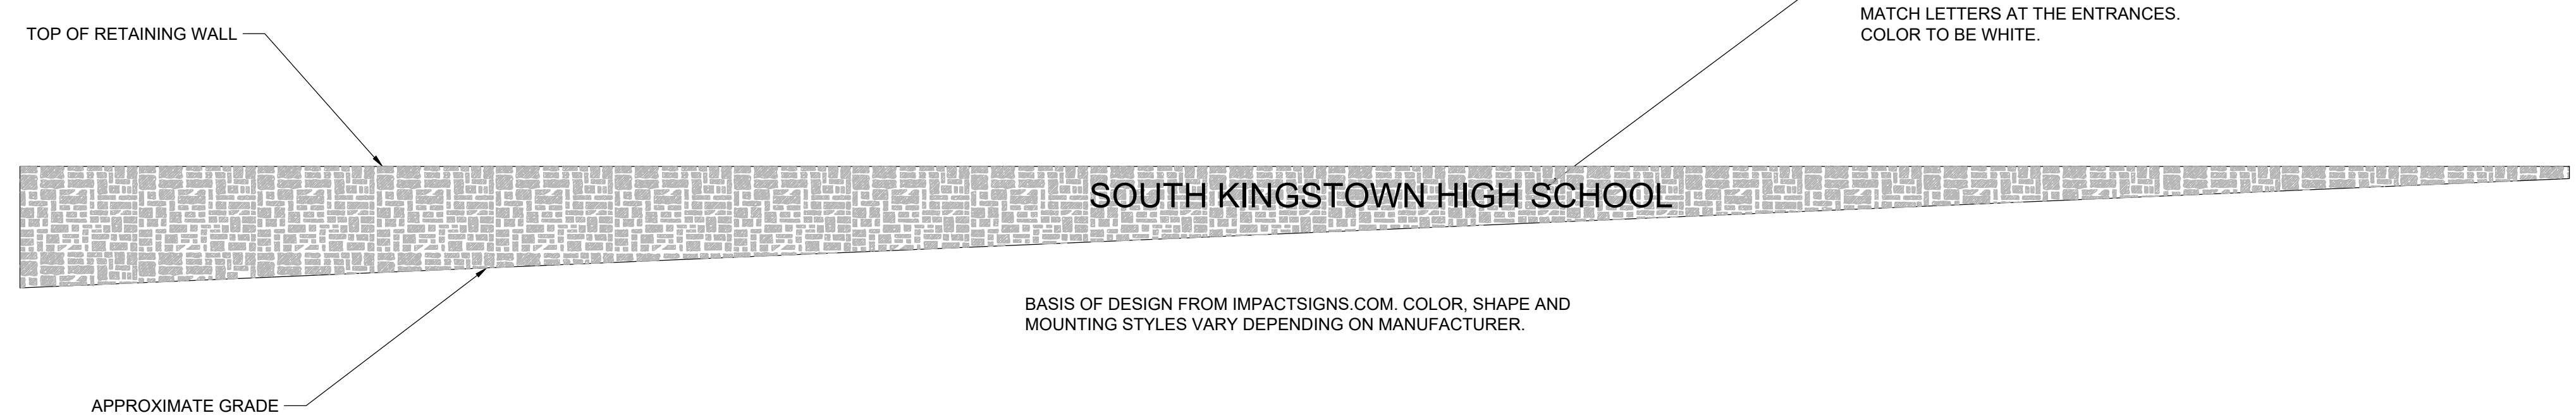 MATCH LETTERS AT THE ENTRANCES.
COLOR TO BE WHITE.
TOP OF RETAINING WALL
SOUTH KINGSTOWN HIGH SCHOOL
BASIS OF DESIGN FROM IMPACTSIGNS.COM. COLOR, SHAPE AND
MOUNTING STYLES VARY DEPENDING ON MANUFACTURER.
APPROXIMATE GRADE